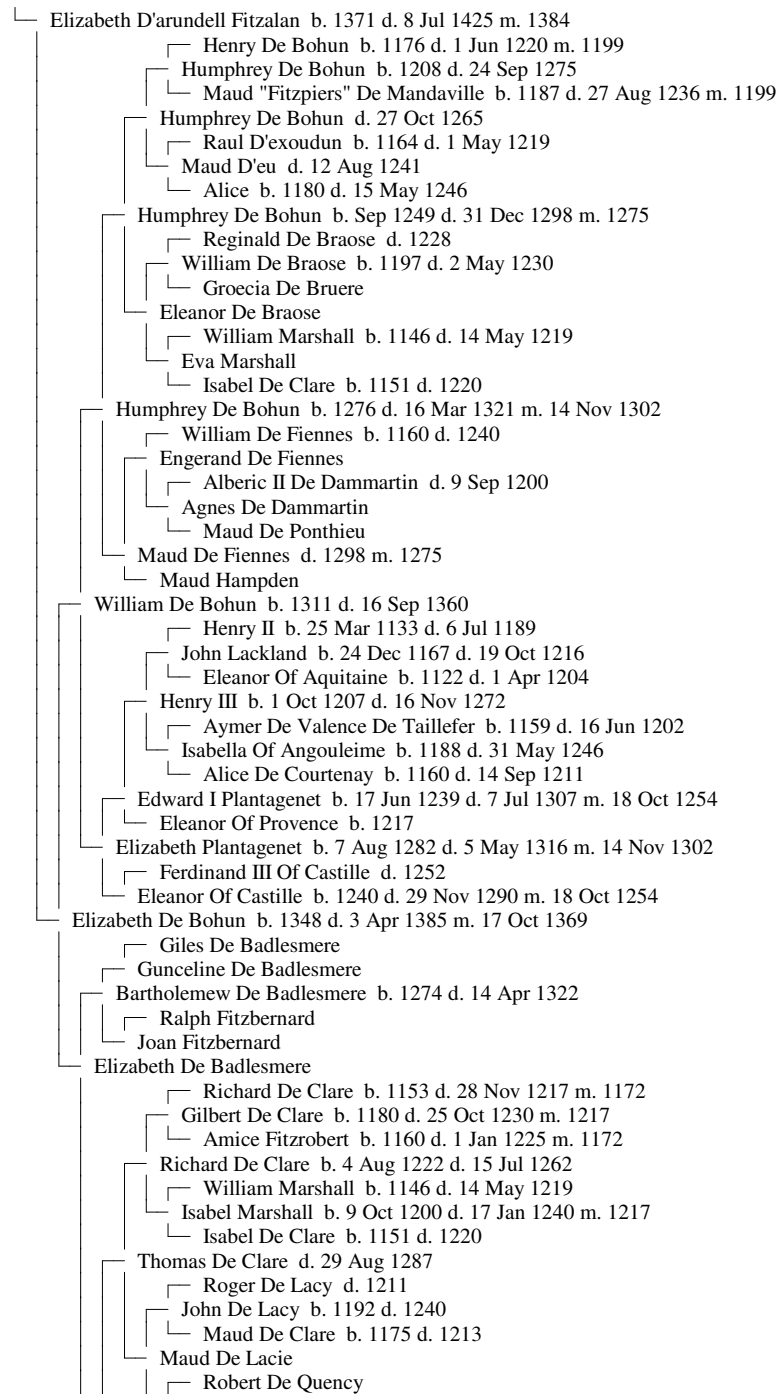 Elizabeth D'arundell Fitzalan b. 1371 d. 8 Jul 1425 m. 1384
Henry De Bohun b. 1176 d. 1 Jun 1220 m. 1199
Humphrey De Bohun b. 1208 d. 24 Sep 1275
Maud "Fitzpiers" De Mandaville b. 1187 d. 27 Aug 1236 m. 1199
Humphrey De Bohun d. 27 Oct 1265
Raul D'exoudun b. 1164 d. 1 May 1219
Maud D'eu d. 12 Aug 1241
Alice b. 1180 d. 15 May 1246
Humphrey De Bohun b. Sep 1249 d. 31 Dec 1298 m. 1275
Reginald De Braose d. 1228
William De Braose b. 1197 d. 2 May 1230
Groecia De Bruere
Eleanor De Braose
William Marshall b. 1146 d. 14 May 1219
Eva Marshall
Isabel De Clare b. 1151 d. 1220
Humphrey De Bohun b. 1276 d. 16 Mar 1321 m. 14 Nov 1302
William De Fiennes b. 1160 d. 1240
Engerand De Fiennes
Alberic II De Dammartin d. 9 Sep 1200
Agnes De Dammartin
Maud De Ponthieu
Maud De Fiennes d. 1298 m. 1275
Maud Hampden
William De Bohun b. 1311 d. 16 Sep 1360
Henry II b. 25 Mar 1133 d. 6 Jul 1189
John Lackland b. 24 Dec 1167 d. 19 Oct 1216
Eleanor Of Aquitaine b. 1122 d. 1 Apr 1204
Henry III b. 1 Oct 1207 d. 16 Nov 1272
Aymer De Valence De Taillefer b. 1159 d. 16 Jun 1202
Isabella Of Angouleime b. 1188 d. 31 May 1246
Alice De Courtenay b. 1160 d. 14 Sep 1211
Edward I Plantagenet b. 17 Jun 1239 d. 7 Jul 1307 m. 18 Oct 1254
Eleanor Of Provence b. 1217
Elizabeth Plantagenet b. 7 Aug 1282 d. 5 May 1316 m. 14 Nov 1302
Ferdinand III Of Castille d. 1252
Eleanor Of Castille b. 1240 d. 29 Nov 1290 m. 18 Oct 1254
Elizabeth De Bohun b. 1348 d. 3 Apr 1385 m. 17 Oct 1369
Giles De Badlesmere
Gunceline De Badlesmere
Bartholemew De Badlesmere b. 1274 d. 14 Apr 1322
Ralph Fitzbernard
Joan Fitzbernard
Elizabeth De Badlesmere
Richard De Clare b. 1153 d. 28 Nov 1217 m. 1172
Gilbert De Clare b. 1180 d. 25 Oct 1230 m. 1217
Amice Fitzrobert b. 1160 d. 1 Jan 1225 m. 1172
Richard De Clare b. 4 Aug 1222 d. 15 Jul 1262
William Marshall b. 1146 d. 14 May 1219
Isabel Marshall b. 9 Oct 1200 d. 17 Jan 1240 m. 1217
Isabel De Clare b. 1151 d. 1220
Thomas De Clare d. 29 Aug 1287
Roger De Lacy d. 1211
John De Lacy b. 1192 d. 1240
Maud De Clare b. 1175 d. 1213
Maud De Lacie
Robert De Quency